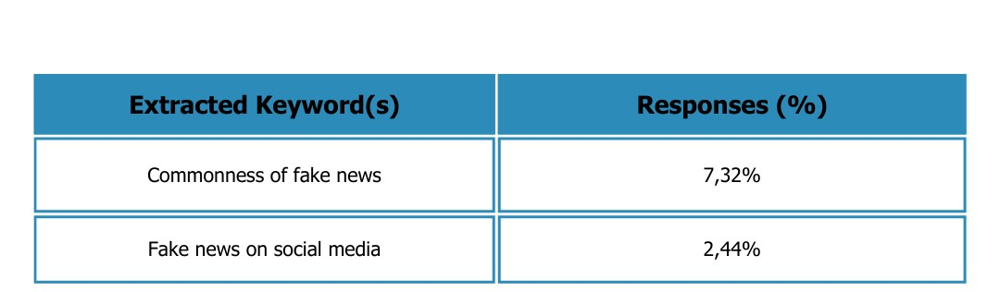 Extracted Keyword(s) Responses (%)
Commonness of fake news 7,32%
Fake news on social media 2,44%